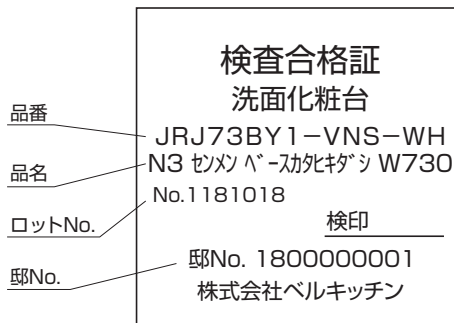 検査合格証
洗面化粧台
品番
JRJ73BY1-VNS-WH
品名
N3 ｾﾝﾒﾝ ﾍﾞｰｽｶﾀﾋｷﾀﾞｼ W730
ロットNo.
No.1181018
検印
邸No.
邸No. 1800000001
株式会社ベルキッチン